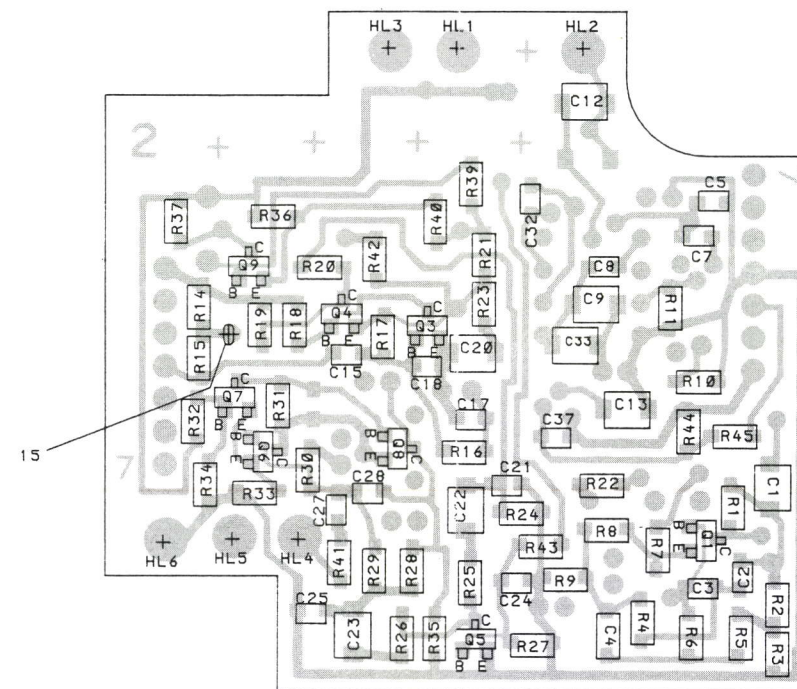 HL3 HL1 HL2
C12
2
R39
R37 R36 R40 C32 C5
C C7
Q9 R20 R42 R21 C8
B E
R14 C R23 C9 R11
R19 R18 Q4 R17 Q3
R15 B E B E C20 C33
C15 C18
C R10
Q7 R31 C13
R32 B E C17 C37 R44 R45
15 B Q6 C B Q8 C R16
7 E R30 E
R34 R33 C28 C21 R22 C1
C27 C22 R24 R1
R8 B Q1 C
HL6 HL5 HL4 R43 R7 E
R41 R29 R28 R25 C24 R9 C3 C2
C25 R2
C23 R26 R35 C R27 C4 R4 R6 R5
Q5 R3
B E